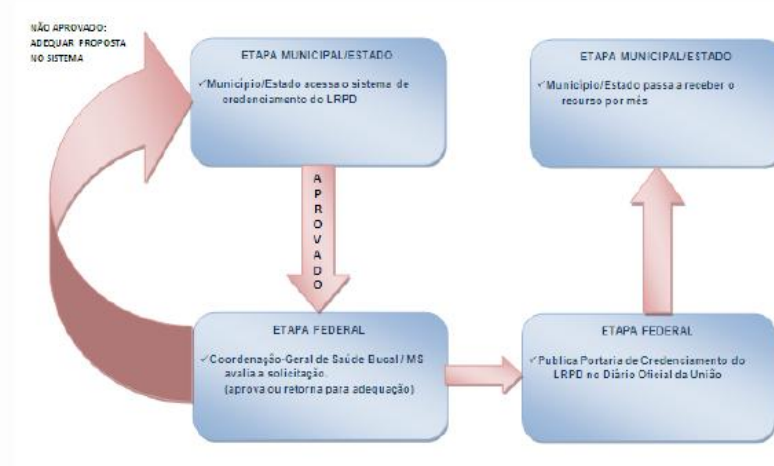 NÃO APROVADO:
ADEQUAR PROPOSTA
NO SISTEMA
ETAPA MUNICIPAL/ESTADO
✓Município/Estado acessa o sistema de
credenciamento do LRPD
A
P
R
O
V
A
D
O
ETAPA FEDERAL
✓Coordenação-Geral de Saúde Bucal / MS
avalia a solicitação.
(aprova ou retorna para adequação)
ETAPA FEDERAL
✓Publica Portaria de Credenciamento do
LRPD no Diário Oficial da União
ETAPA MUNICIPAL/ESTADO
✓Município/Estado passa a receber o
recurso por mês